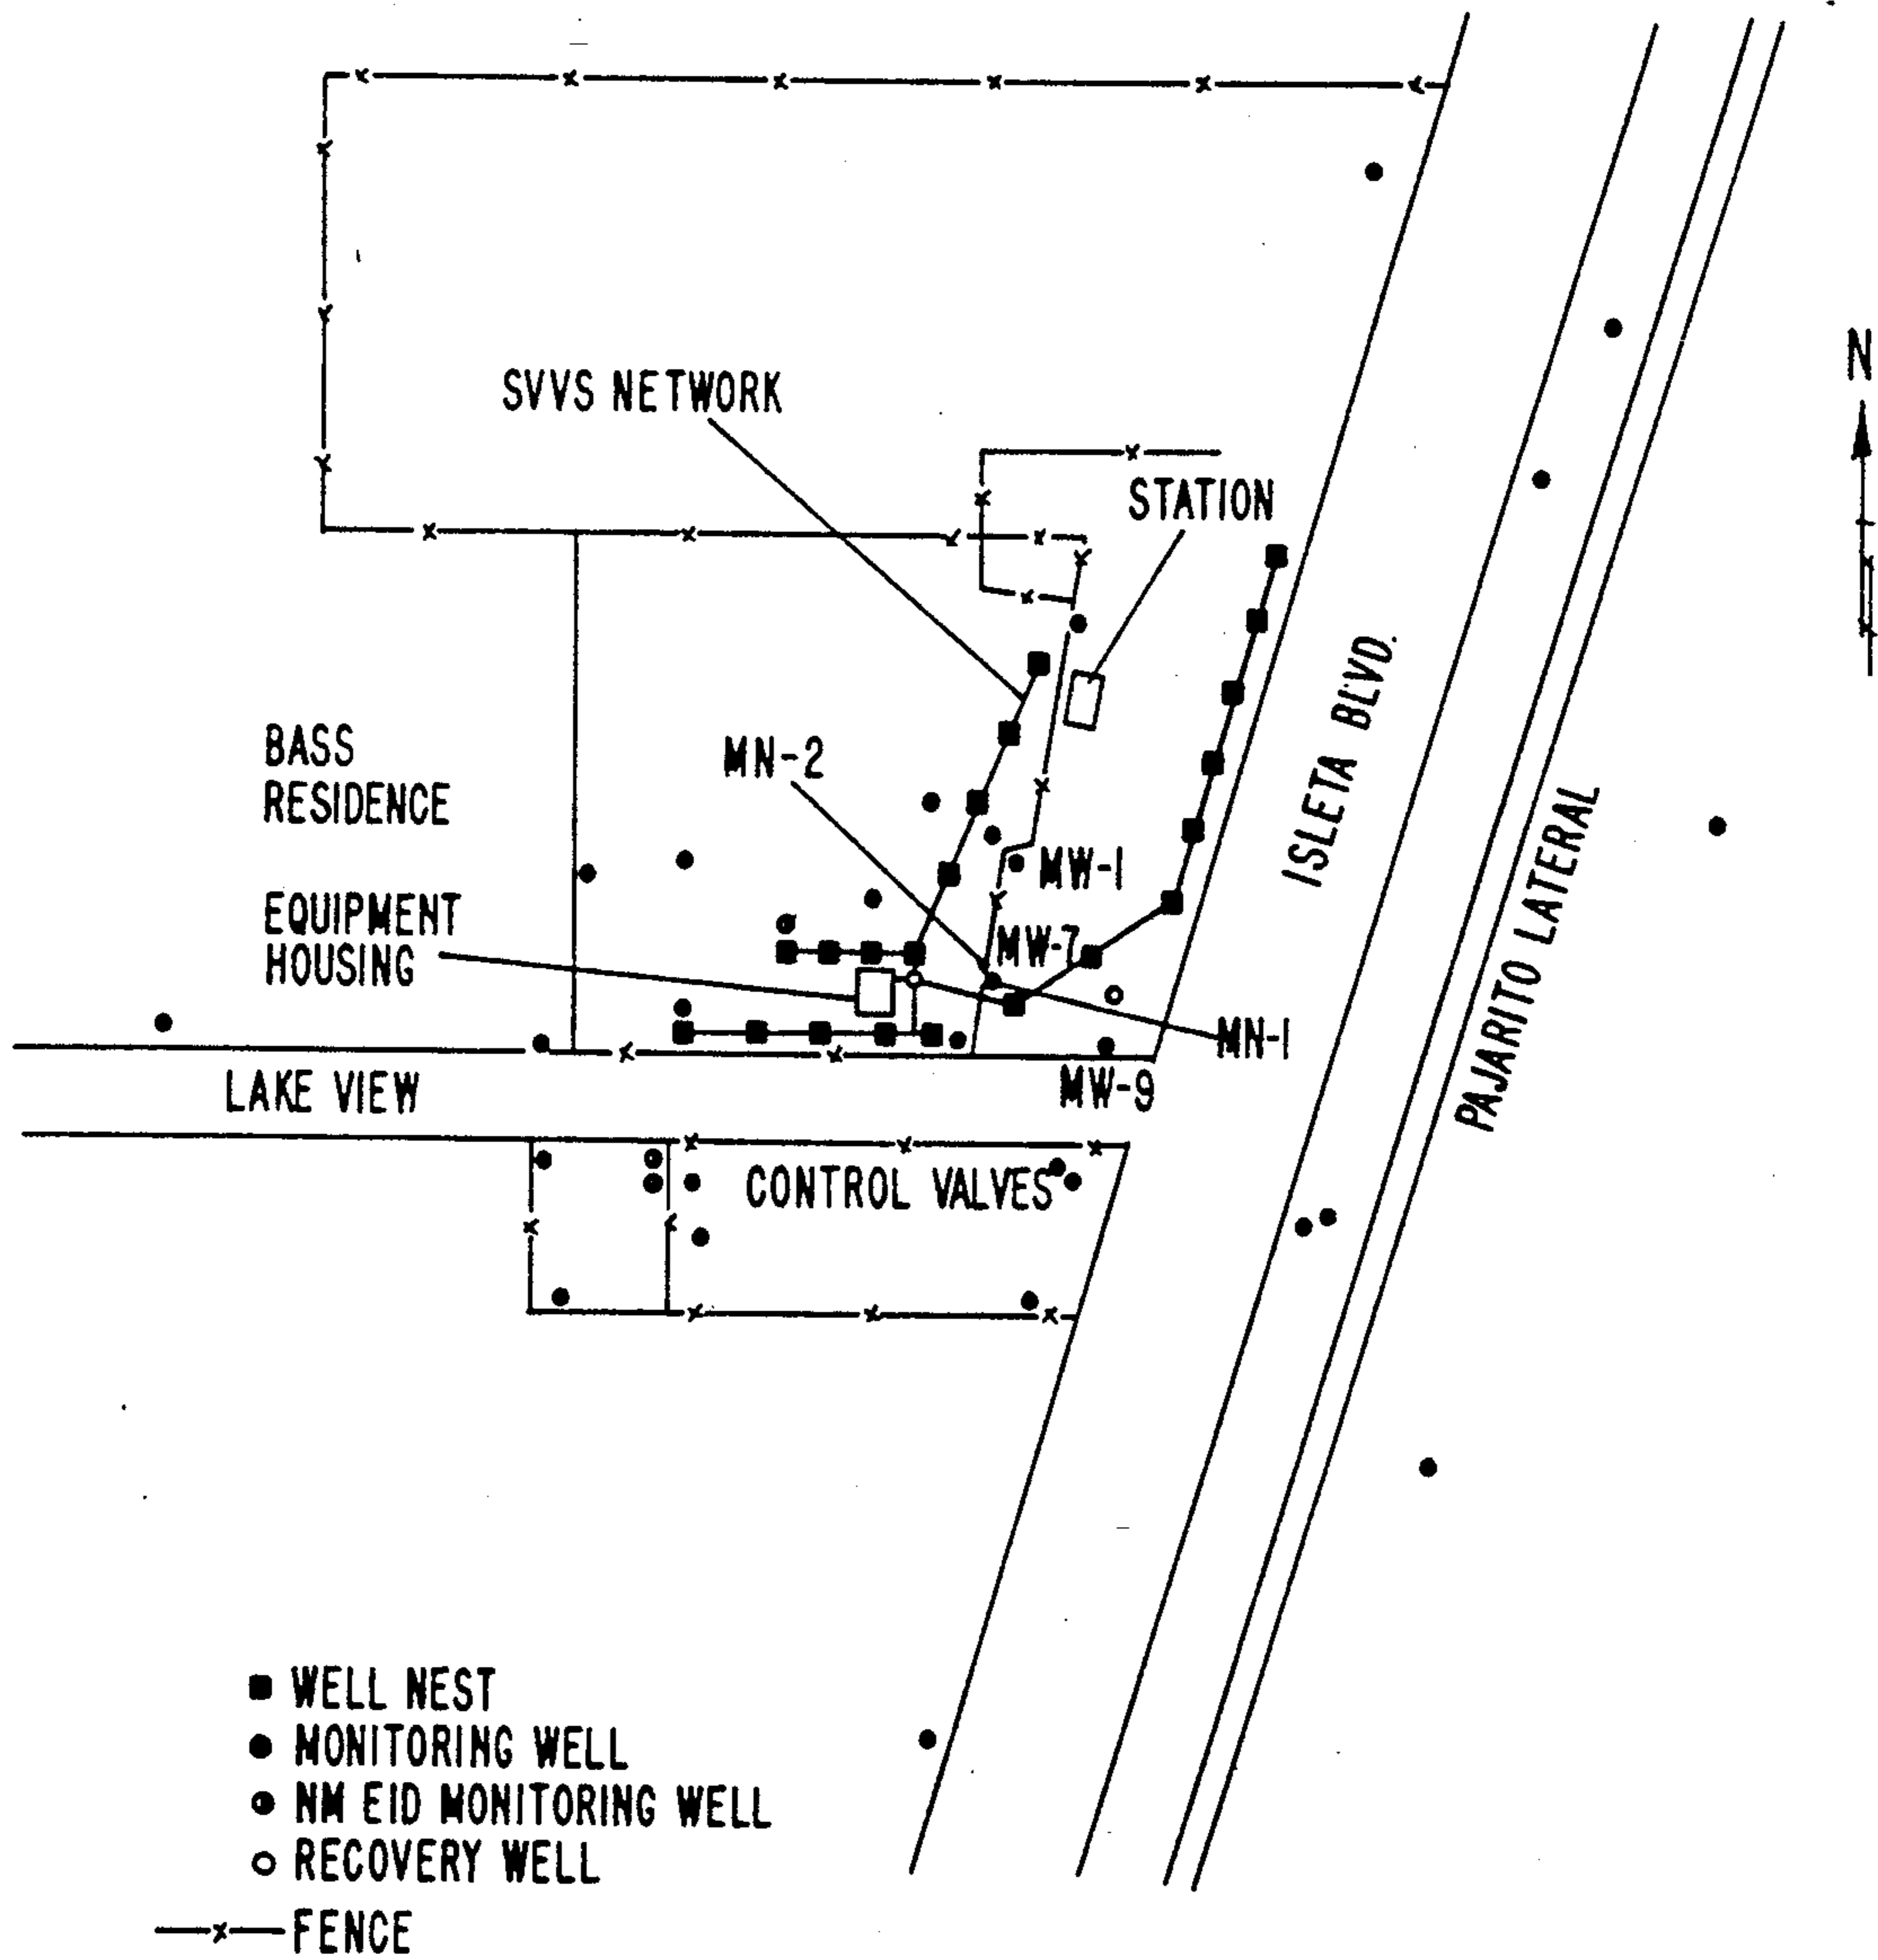 N
SVVS NETWORK
STATION
BASS
RESIDENCE
MN-2
ISLETA BLVD.
MW-1
EQUIPMENT
HOUSING
MW-7
PAJARITO LATERAL
MN-1
LAKE VIEW
MW-9
CONTROL VALVES
WELL NEST
MONITORING WELL
NM EID MONITORING WELL
RECOVERY WELL
FENCE